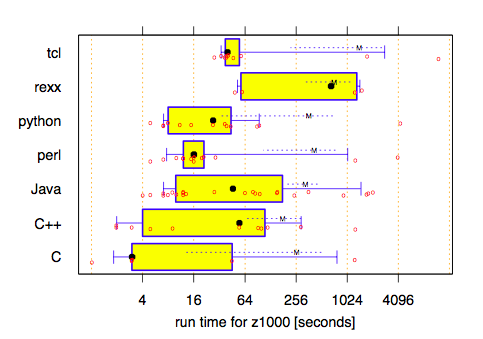 tcl
M
rexx
M
python
M
perl
M
Java
M
C++
M
C
M
4 16 64 256 1024 4096
run time for z1000 [seconds]